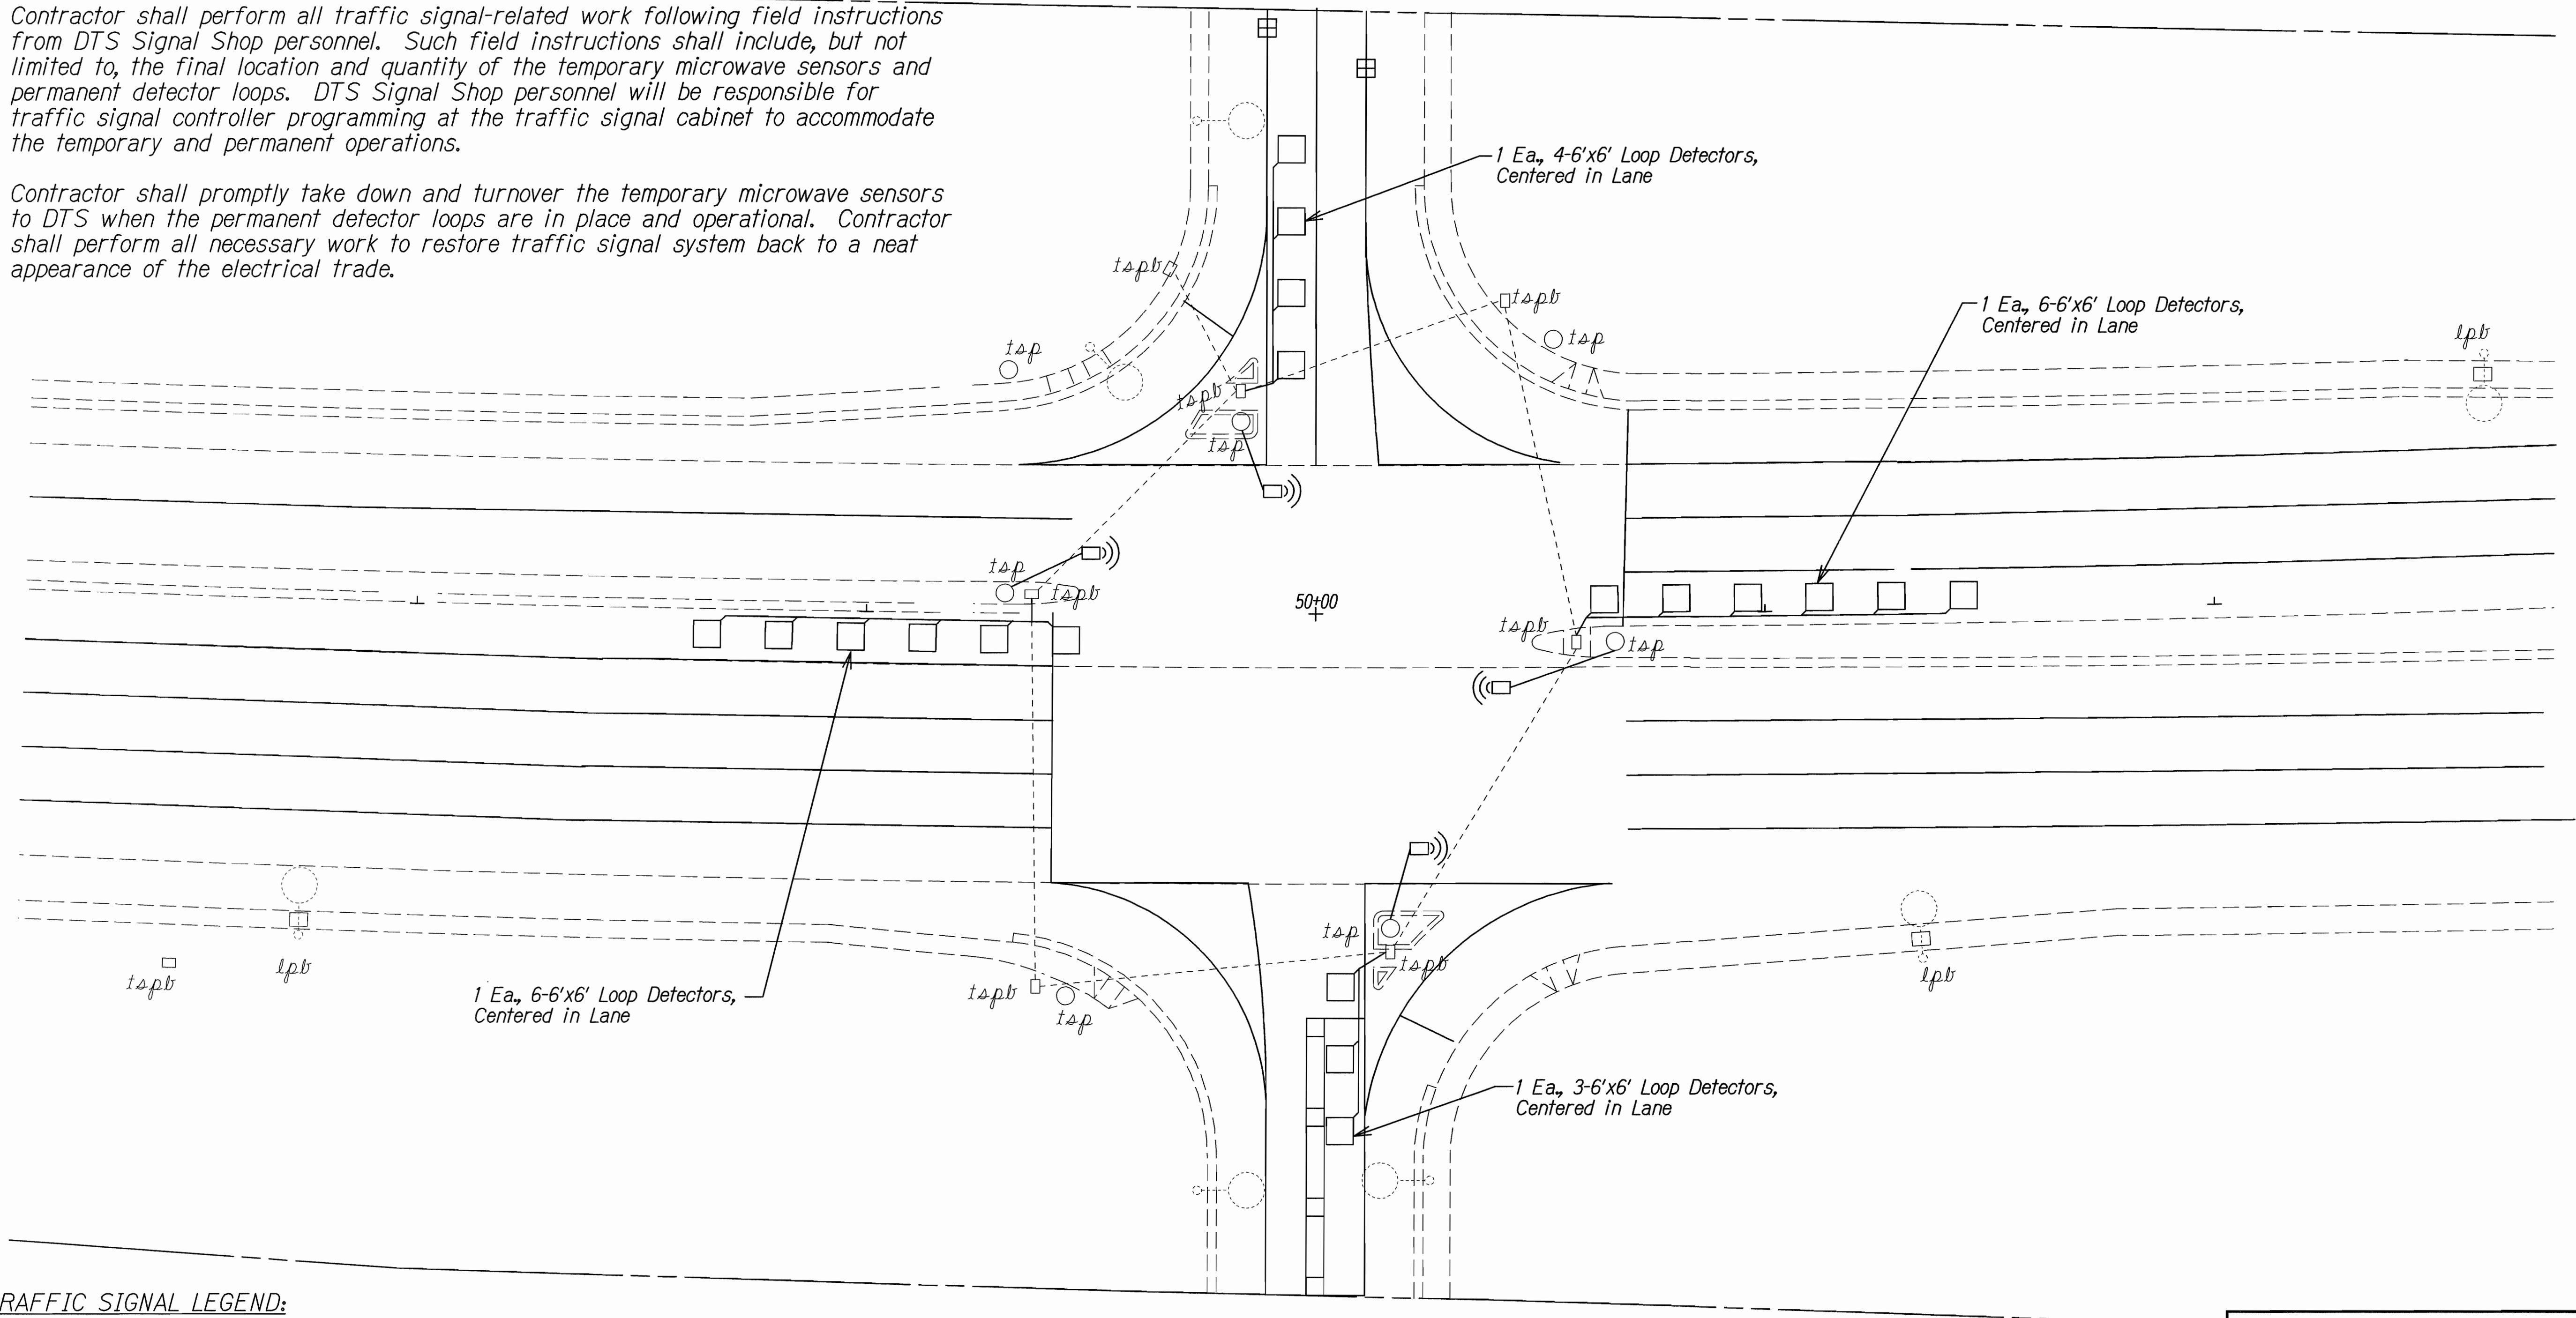 Contractor shall perform all traffic signal-related work following field instructions
from DTS Signal Shop personnel. Such field instructions shall include, but not
limited to, the final location and quantity of the temporary microwave sensors and
permanent detector loops. DTS Signal Shop personnel will be responsible for
traffic signal controller programming at the traffic signal cabinet to accommodate
the temporary and permanent operations.
Contractor shall promptly take down and turnover the temporary microwave sensors
to DTS when the permanent detector loops are in place and operational. Contractor
shall perform all necessary work to restore traffic signal system back to a neat
appearance of the electrical trade.
1 Ea., 4-6'x6' Loop Detectors,
Centered in Lane
tspb
tspb
1 Ea., 6-6'x6' Loop Detectors,
Centered in Lane
tsp
tsp
lpb
tspb
tsp
tsp
tspb
50+00
tspb
tsp
tsp
tspb
lpb
tspb
1 Ea., 6-6'x6' Loop Detectors,
Centered in Lane
tspb
tsp
lpb
1 Ea., 3-6'x6' Loop Detectors,
Centered in Lane
RAFFIC SIGNAL LEGEND: